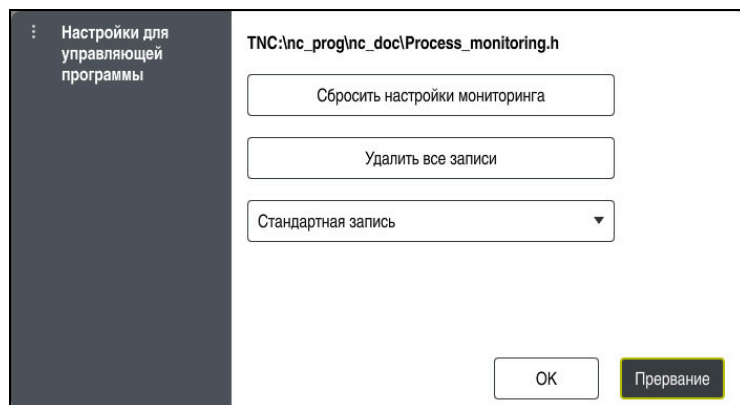 Настройки для
управляющей
программы
TNC:\nc_prog\nc_doc\Process_monitoring.h
Сбросить настройки мониторинга
Удалить все записи
Стандартная запись
OK
Прервание